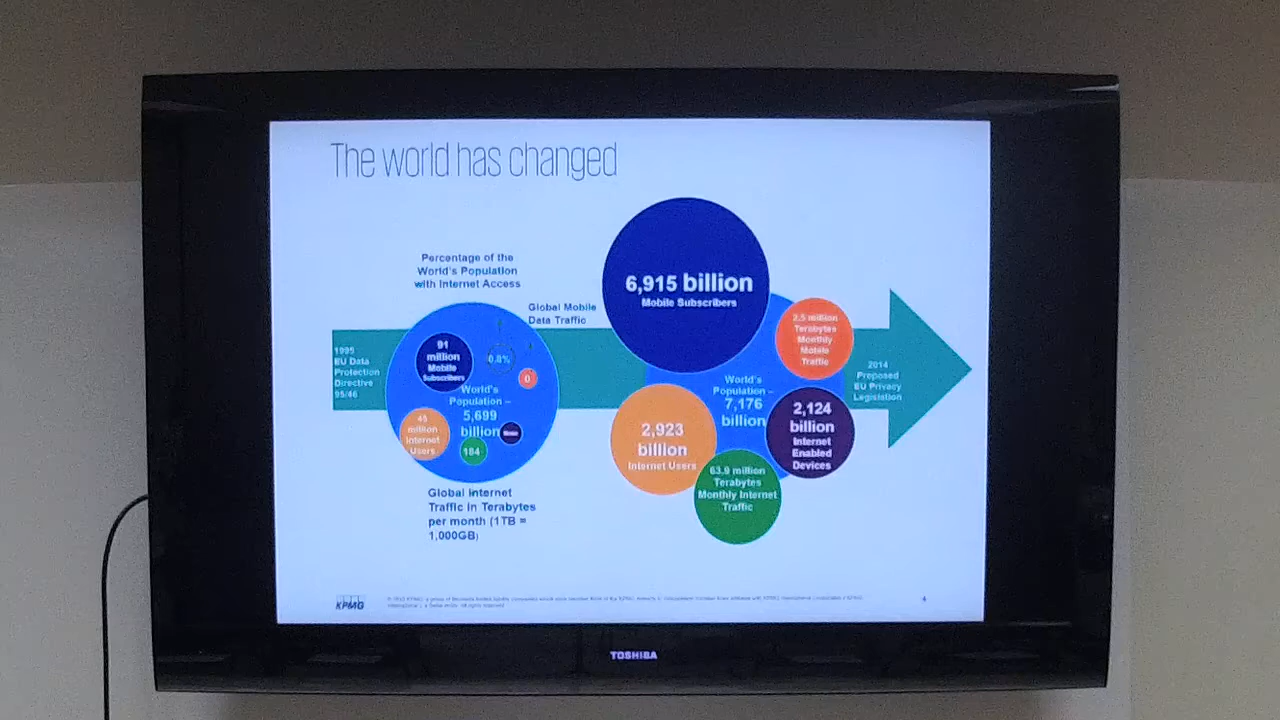 The world has changed
Percentage of the
World's Population
with Internet Access
Global Mobile
Data Traffic
1995
EU Data
Protection
Directive
95/46
91
million
Mobile
Subscribers
0.8%
0
World's
Population –
5,699
billion
45
million
Internet
Users
184
None
Global Internet
Traffic in Terabytes
per month (1TB =
1,000GB)
6,915 billion
Mobile Subscribers
2.5 million
Terabytes
Monthly
Mobile
Traffic
World's
Population –
7,176
billion
2,923
billion
Internet Users
2,124
billion
Internet
Enabled
Devices
63.9 million
Terabytes
Monthly Internet
Traffic
2014
Proposed
EU Privacy
Legislation
KPMG
4
TOSHIBA